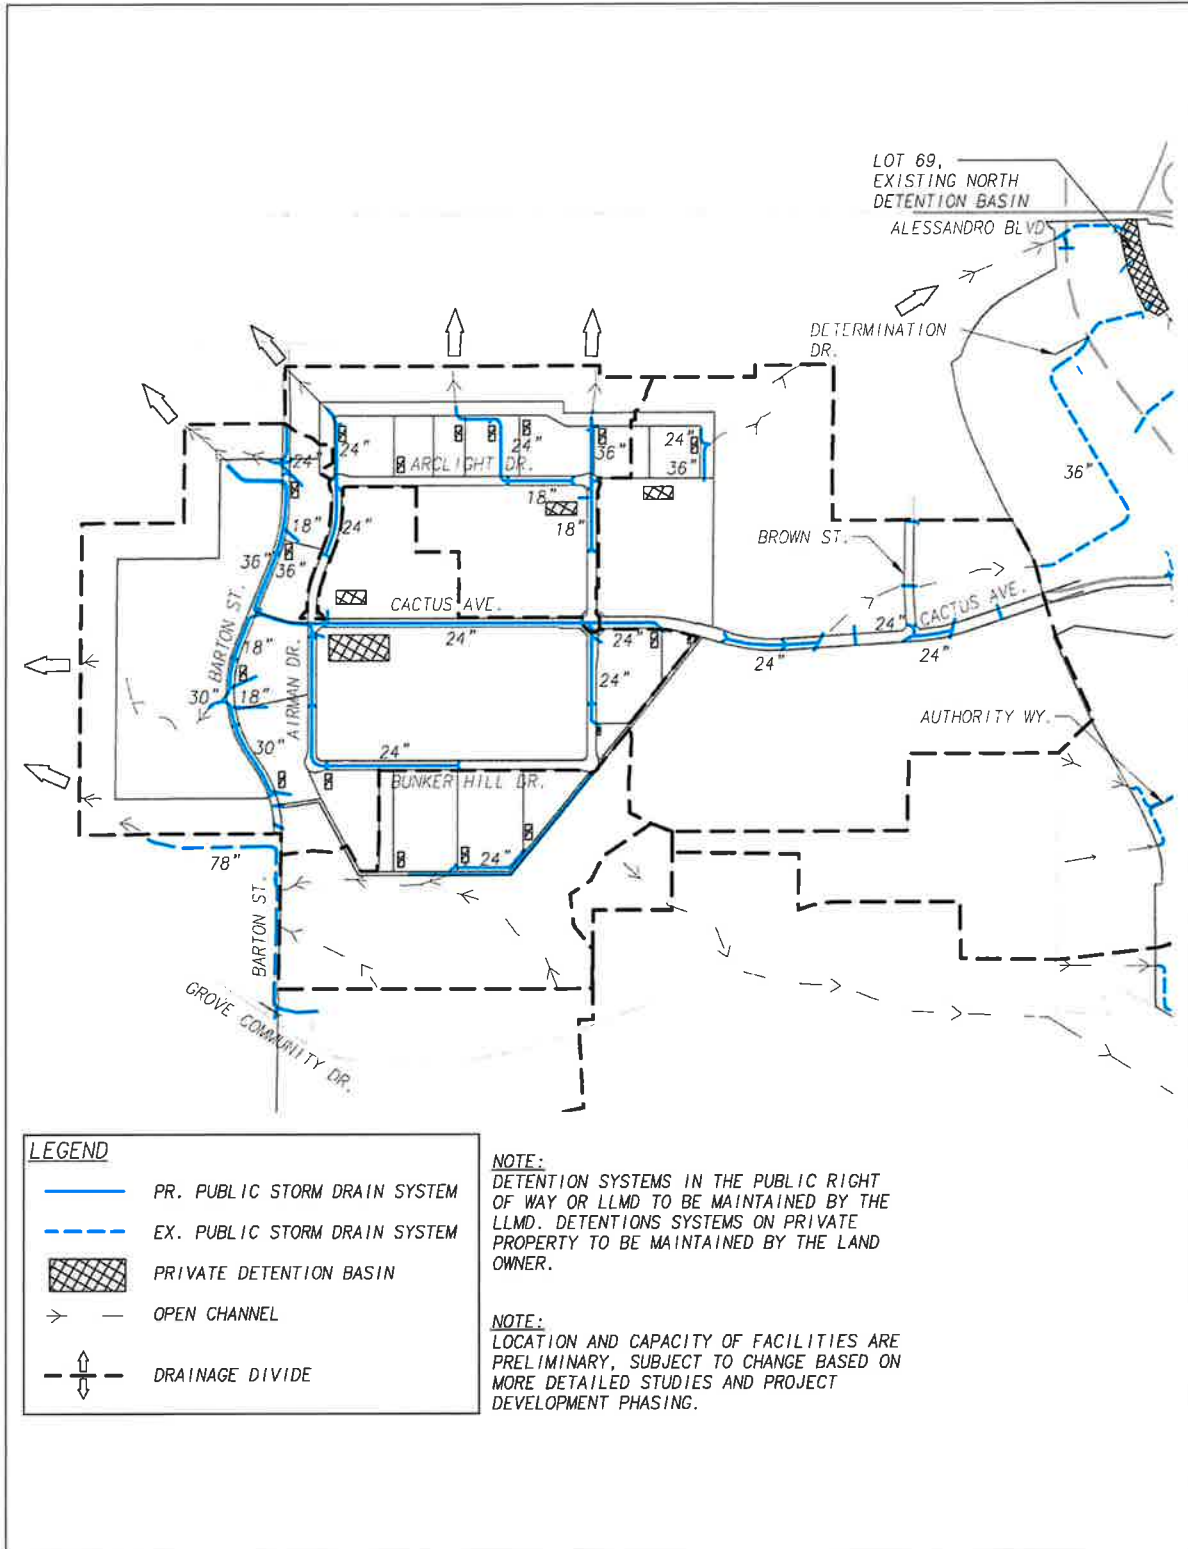 LOT 69,
EXISTING NORTH
DETENTION BASIN
ALESSANDRO BLVD
DETERMINATION
DR.
24"
24"
24"
36"
24"
36"
ARCLIGHT DR.
36"
18"
18"
18"
24"
BROWN ST.
36"
36"
BARTON ST.
CACTUS AVE.
CACTUS AVE.
24"
24"
24"
24"
24"
18"
AIRMAN DR.
24"
30"
18"
AUTHORITY WY.
30"
24"
BUNKER HILL DR.
78"
24"
BARTON ST.
GROVE COMMUNITY DR.
LEGEND
PR. PUBLIC STORM DRAIN SYSTEM
EX. PUBLIC STORM DRAIN SYSTEM
PRIVATE DETENTION BASIN
OPEN CHANNEL
DRAINAGE DIVIDE
NOTE:
DETENTION SYSTEMS IN THE PUBLIC RIGHT
OF WAY OR LLMD TO BE MAINTAINED BY THE
LLMD. DETENTIONS SYSTEMS ON PRIVATE
PROPERTY TO BE MAINTAINED BY THE LAND
OWNER.
NOTE:
LOCATION AND CAPACITY OF FACILITIES ARE
PRELIMINARY, SUBJECT TO CHANGE BASED ON
MORE DETAILED STUDIES AND PROJECT
DEVELOPMENT PHASING.